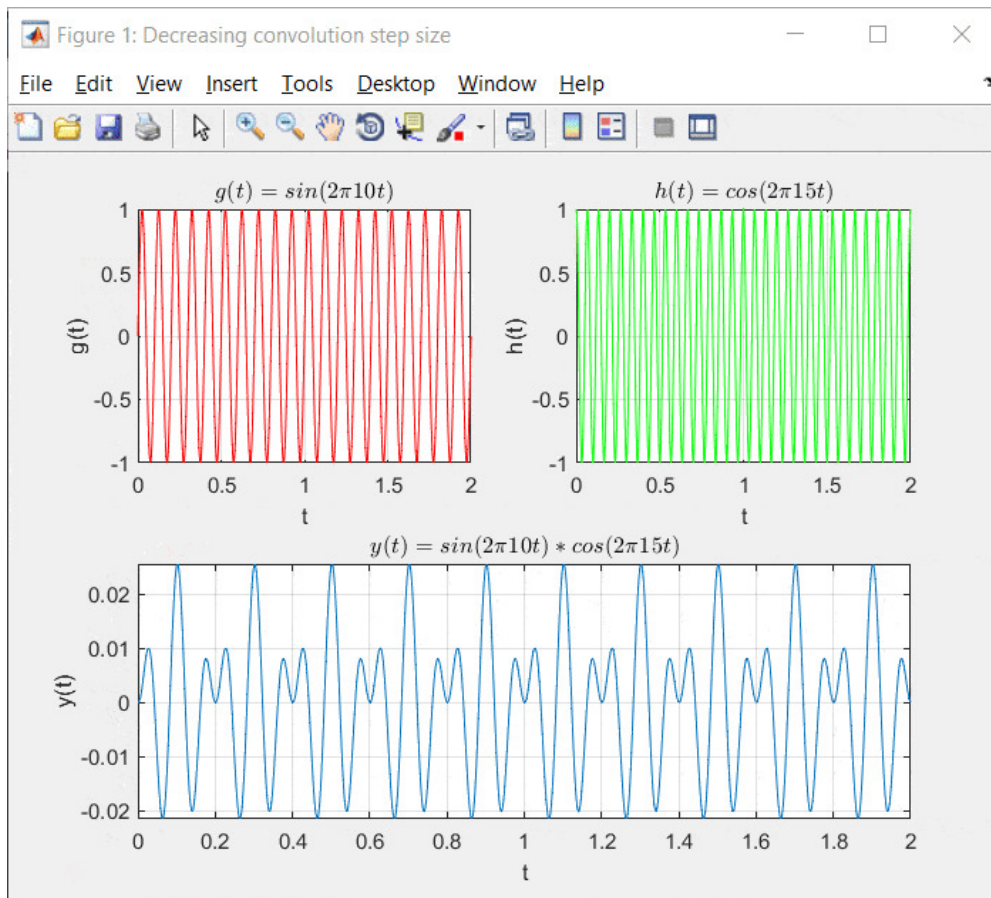 Figure 1: Decreasing convolution step size
File Edit View Insert Tools Desktop Window Help
g(t) = sin(2π10t)
1
0.5
0
-0.5
-1
g(t)
0 0.5 1 1.5 2
t
h(t) = cos(2π15t)
1
0.5
0
-0.5
-1
h(t)
0 0.5 1 1.5 2
t
y(t) = sin(2π10t) ∗ cos(2π15t)
0.02
0.01
0
-0.01
-0.02
y(t)
0 0.2 0.4 0.6 0.8 1 1.2 1.4 1.6 1.8 2
t